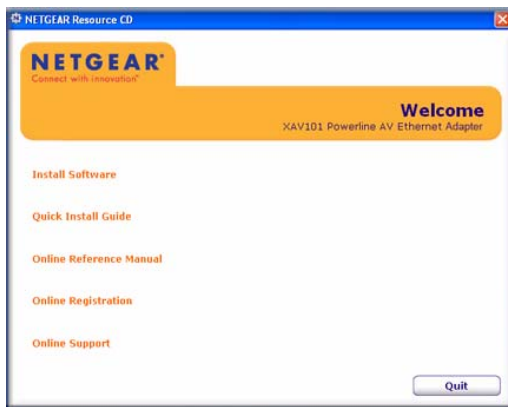 NETGEAR Resource CD
NETGEAR®
Connect with innovation™
Welcome
XAV101 Powerline AV Ethernet Adapter
Install Software
Quick Install Guide
Online Reference Manual
Online Registration
Online Support
Quit